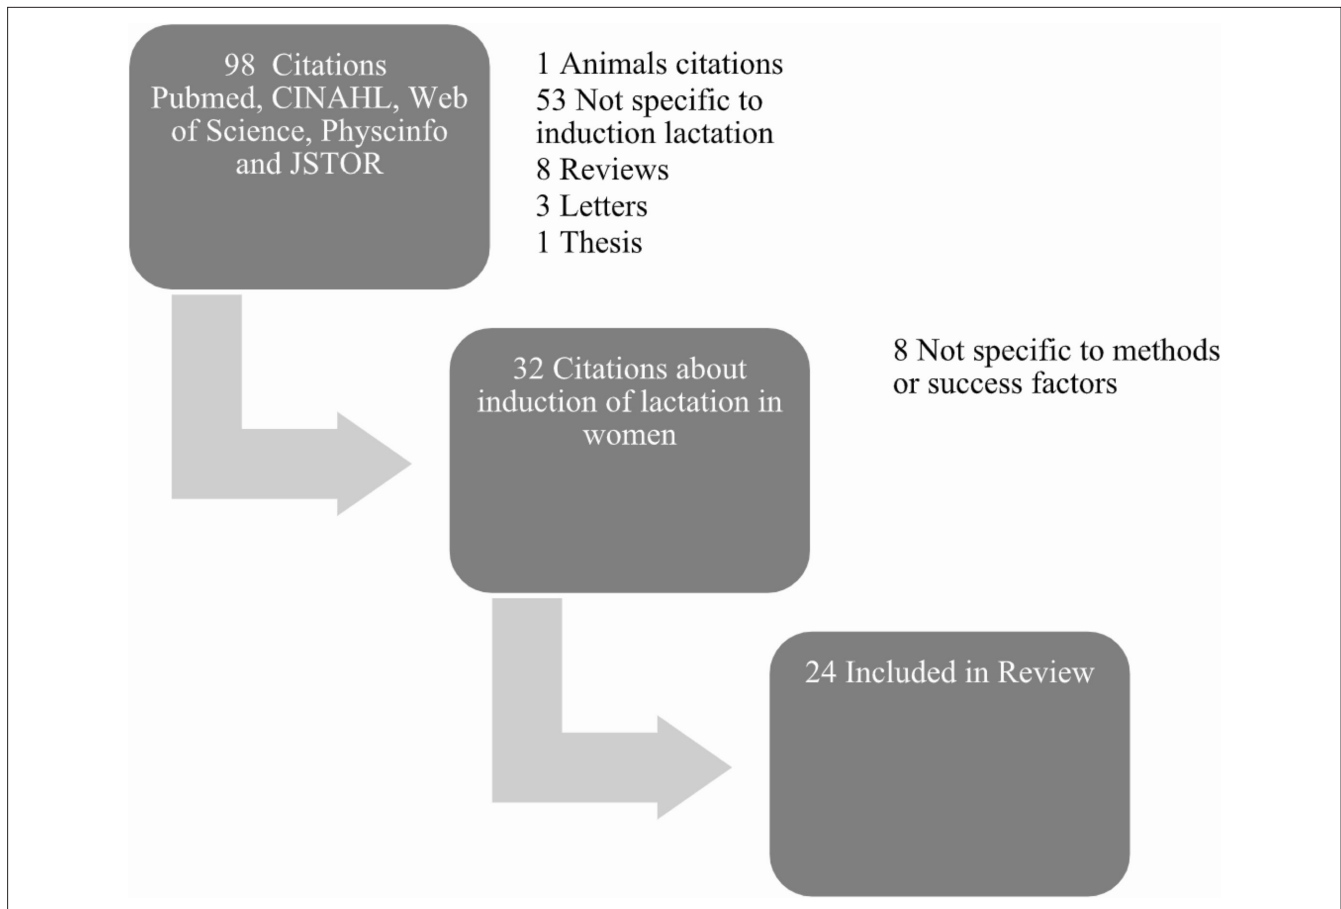 98 Citations
Pubmed, CINAHL, Web
of Science, Physcinfo
and JSTOR
1 Animals citations
53 Not specific to
induction lactation
8 Reviews
3 Letters
1 Thesis
32 Citations about
induction of lactation in
women
8 Not specific to methods
or success factors
24 Included in Review